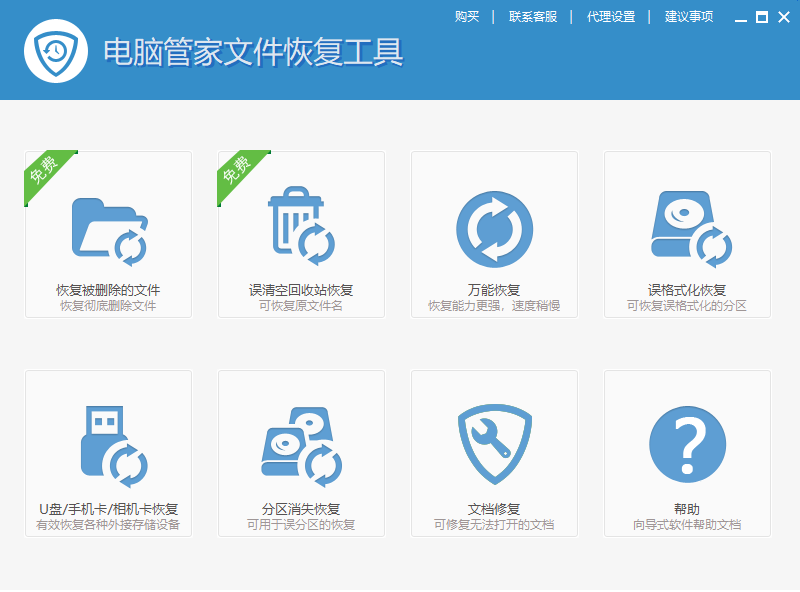 购买 | 联系客服 | 代理设置 | 建议事项
电脑管家文件恢复工具
免费
恢复被删除的文件
恢复彻底删除文件
免费
误清空回收站恢复
可恢复原文件名
万能恢复
恢复能力更强，速度稍慢
误格式化恢复
可恢复误格式化的分区
U盘/手机卡/相机卡恢复
有效恢复各种外接存储设备
分区消失恢复
可用于误分区的恢复
文档修复
可修复无法打开的文档
帮助
向导式软件帮助文档